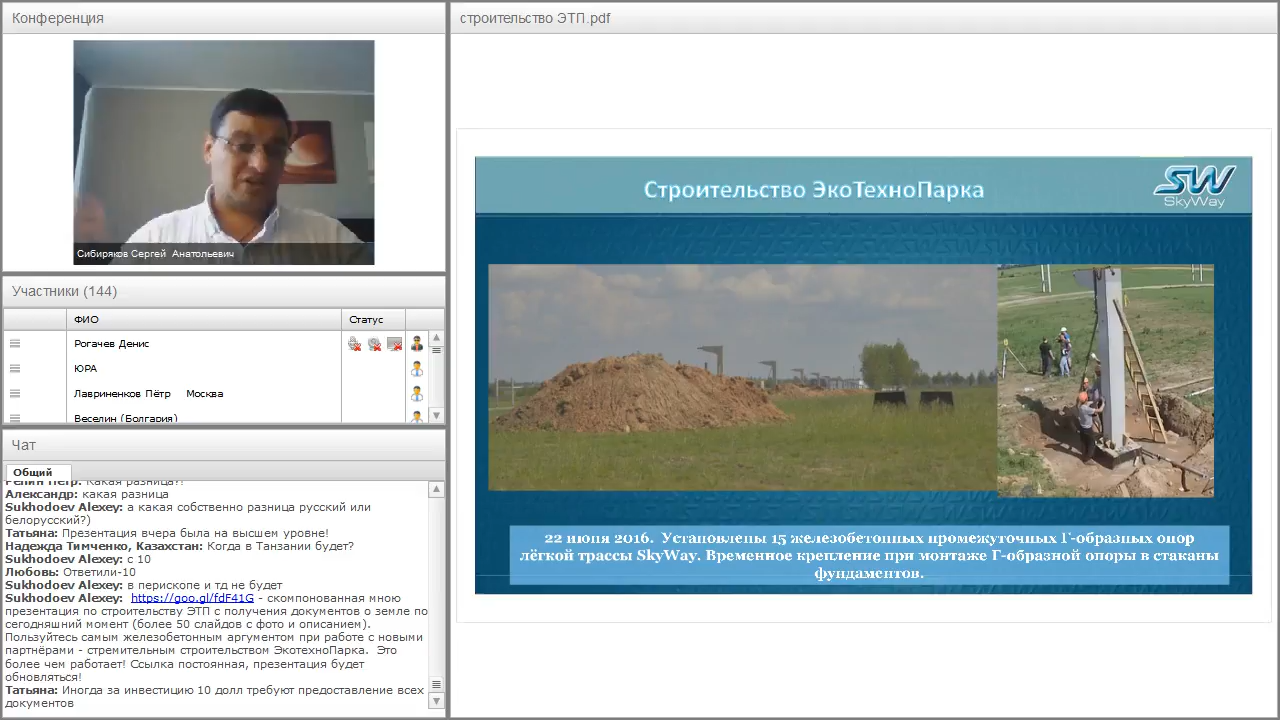 Конференция
Сибиряков Сергей Анатольевич
Участники (144)
ФИО
Статус
Рогачев Денис
ЮРА
Лавриненков Пётр Москва
Веселин (Болгария)
Чат
Общий
Репин Петр: Какая разница?!
Александр: какая разница
Sukhodoev Alexey: а какая собственно разница русский или
белорусский?)
Татьяна: Презентация вчера была на высшем уровне!
Надежда Тимченко, Казахстан: Когда в Танзании будет?
Sukhodoev Alexey: с 10
Любовь: Ответили-10
Sukhodoev Alexey: в перископе и тд не будет
Sukhodoev Alexey: https://goo.gl/fdF41G - скомпонованная мною
презентация по строительству ЭТП с получения документов о земле по
сегодняшний момент (более 50 слайдов с фото и описанием).
Пользуйтесь самым железобетонным аргументом при работе с новыми
партнёрами - стремительным строительством ЭкотехноПарка. Это
более чем работает! Ссылка постоянная, презентация будет
обновляться!
Татьяна: Иногда за инвестицию 10 долл требуют предоставление всех
документов
строительство ЭТП.pdf
Строительство ЭкоТехноПарка
SW
SkyWay
22 июня 2016. Установлены 15 железобетонных промежуточных Г-образных опор
лёгкой трассы SkyWay. Временное крепление при монтаже Г-образной опоры в стаканы
фундаментов.